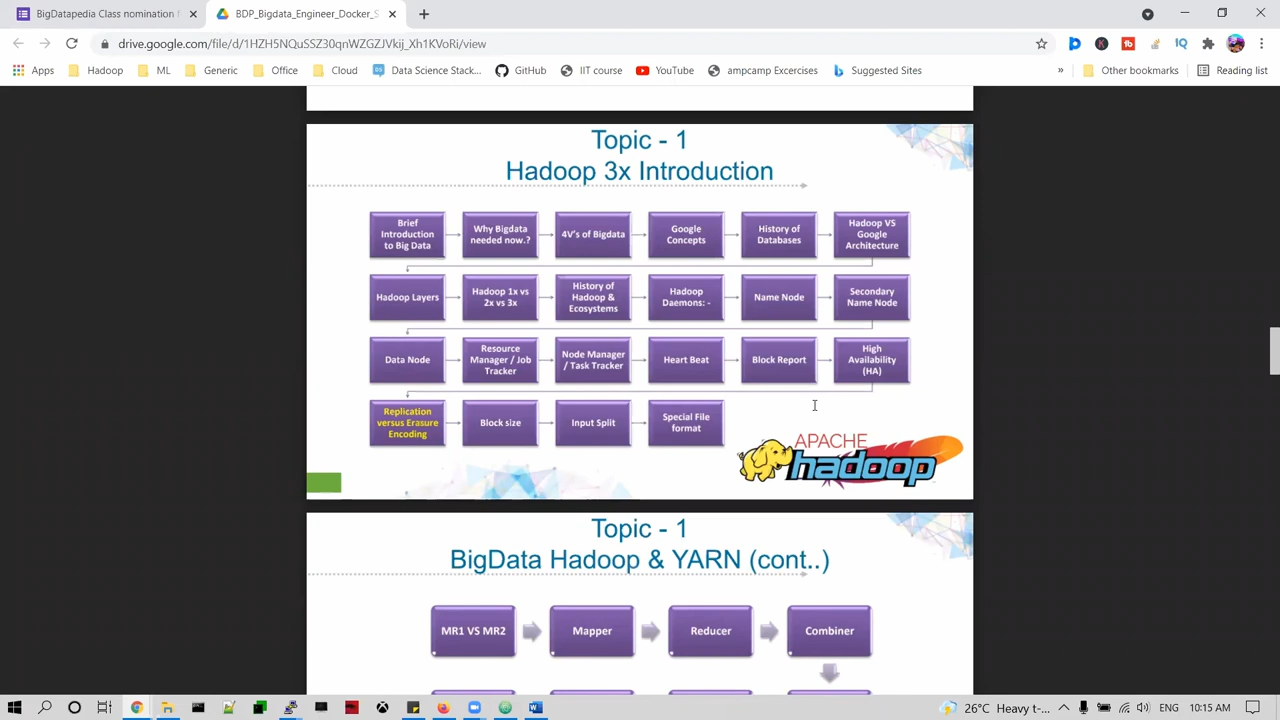 BigDatapedia Class nomination f
BDP_Bigdata_Engineer_Docker_S
drive.google.com/file/d/1HZH5NQuSSZ30qnWZGZJVkij_Xh1KVoRi/view
Apps
Hadoop
ML
Generic
Office
Cloud
Data Science Stack...
GitHub
IIT course
YouTube
ampcamp Excercises
Suggested Sites
»
Other bookmarks
Reading list
Topic - 1
Hadoop 3x Introduction
Brief
Introduction
to Big Data
Why Bigdata
needed now.?
4V's of Bigdata
Google
Concepts
History of
Databases
Hadoop VS
Google
Architecture
Hadoop Layers
Hadoop 1x vs
2x vs 3x
History of
Hadoop &
Ecosystems
Hadoop
Daemons: -
Name Node
Secondary
Name Node
Data Node
Resource
Manager / Job
Tracker
Node Manager
/ Task Tracker
Heart Beat
Block Report
High
Availability
(HA)
Replication
versus Erasure
Encoding
Block size
Input Split
Special File
format
APACHE
hadoop
Topic - 1
BigData Hadoop & YARN (cont..)
MR1 VS MR2
Mapper
Reducer
Combiner
26°C Heavy t-...
ENG
10:15 AM